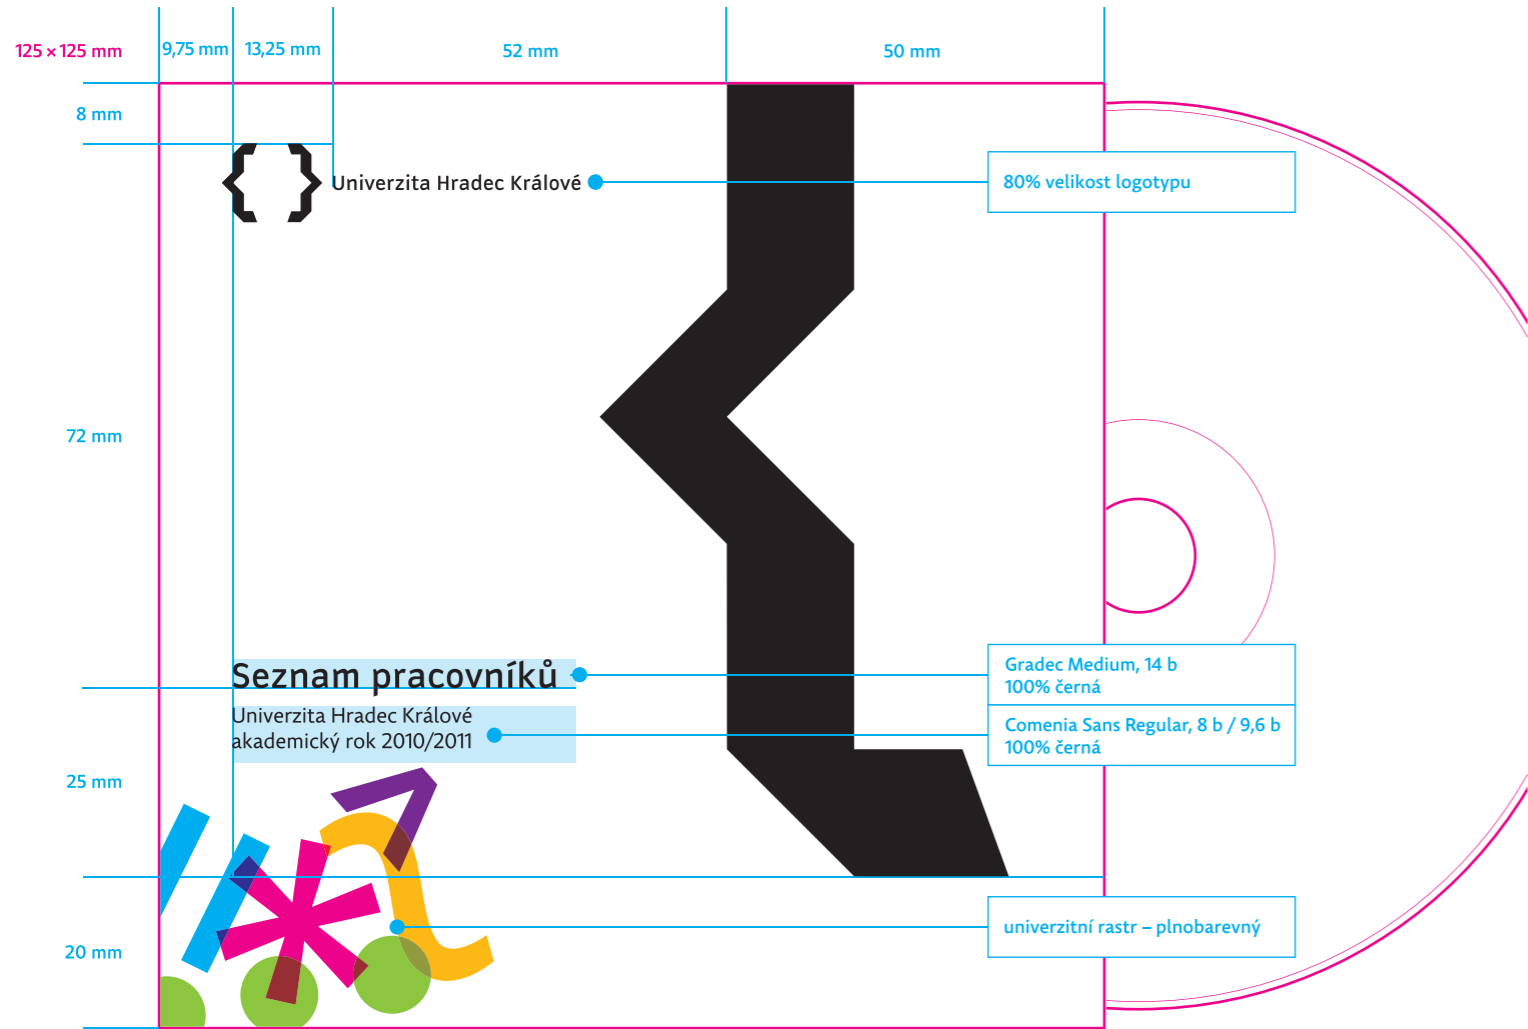 125 × 125 mm
9,75 mm
13,25 mm
52 mm
50 mm
8 mm
Univerzita Hradec Králové
80% velikost logotypu
72 mm
Seznam pracovníků
Gradec Medium, 14 b
100% černá
Univerzita Hradec Králové
akademický rok 2010/2011
Comenia Sans Regular, 8 b / 9,6 b
100% černá
25 mm
univerzitní rastr – plnobarevný
20 mm